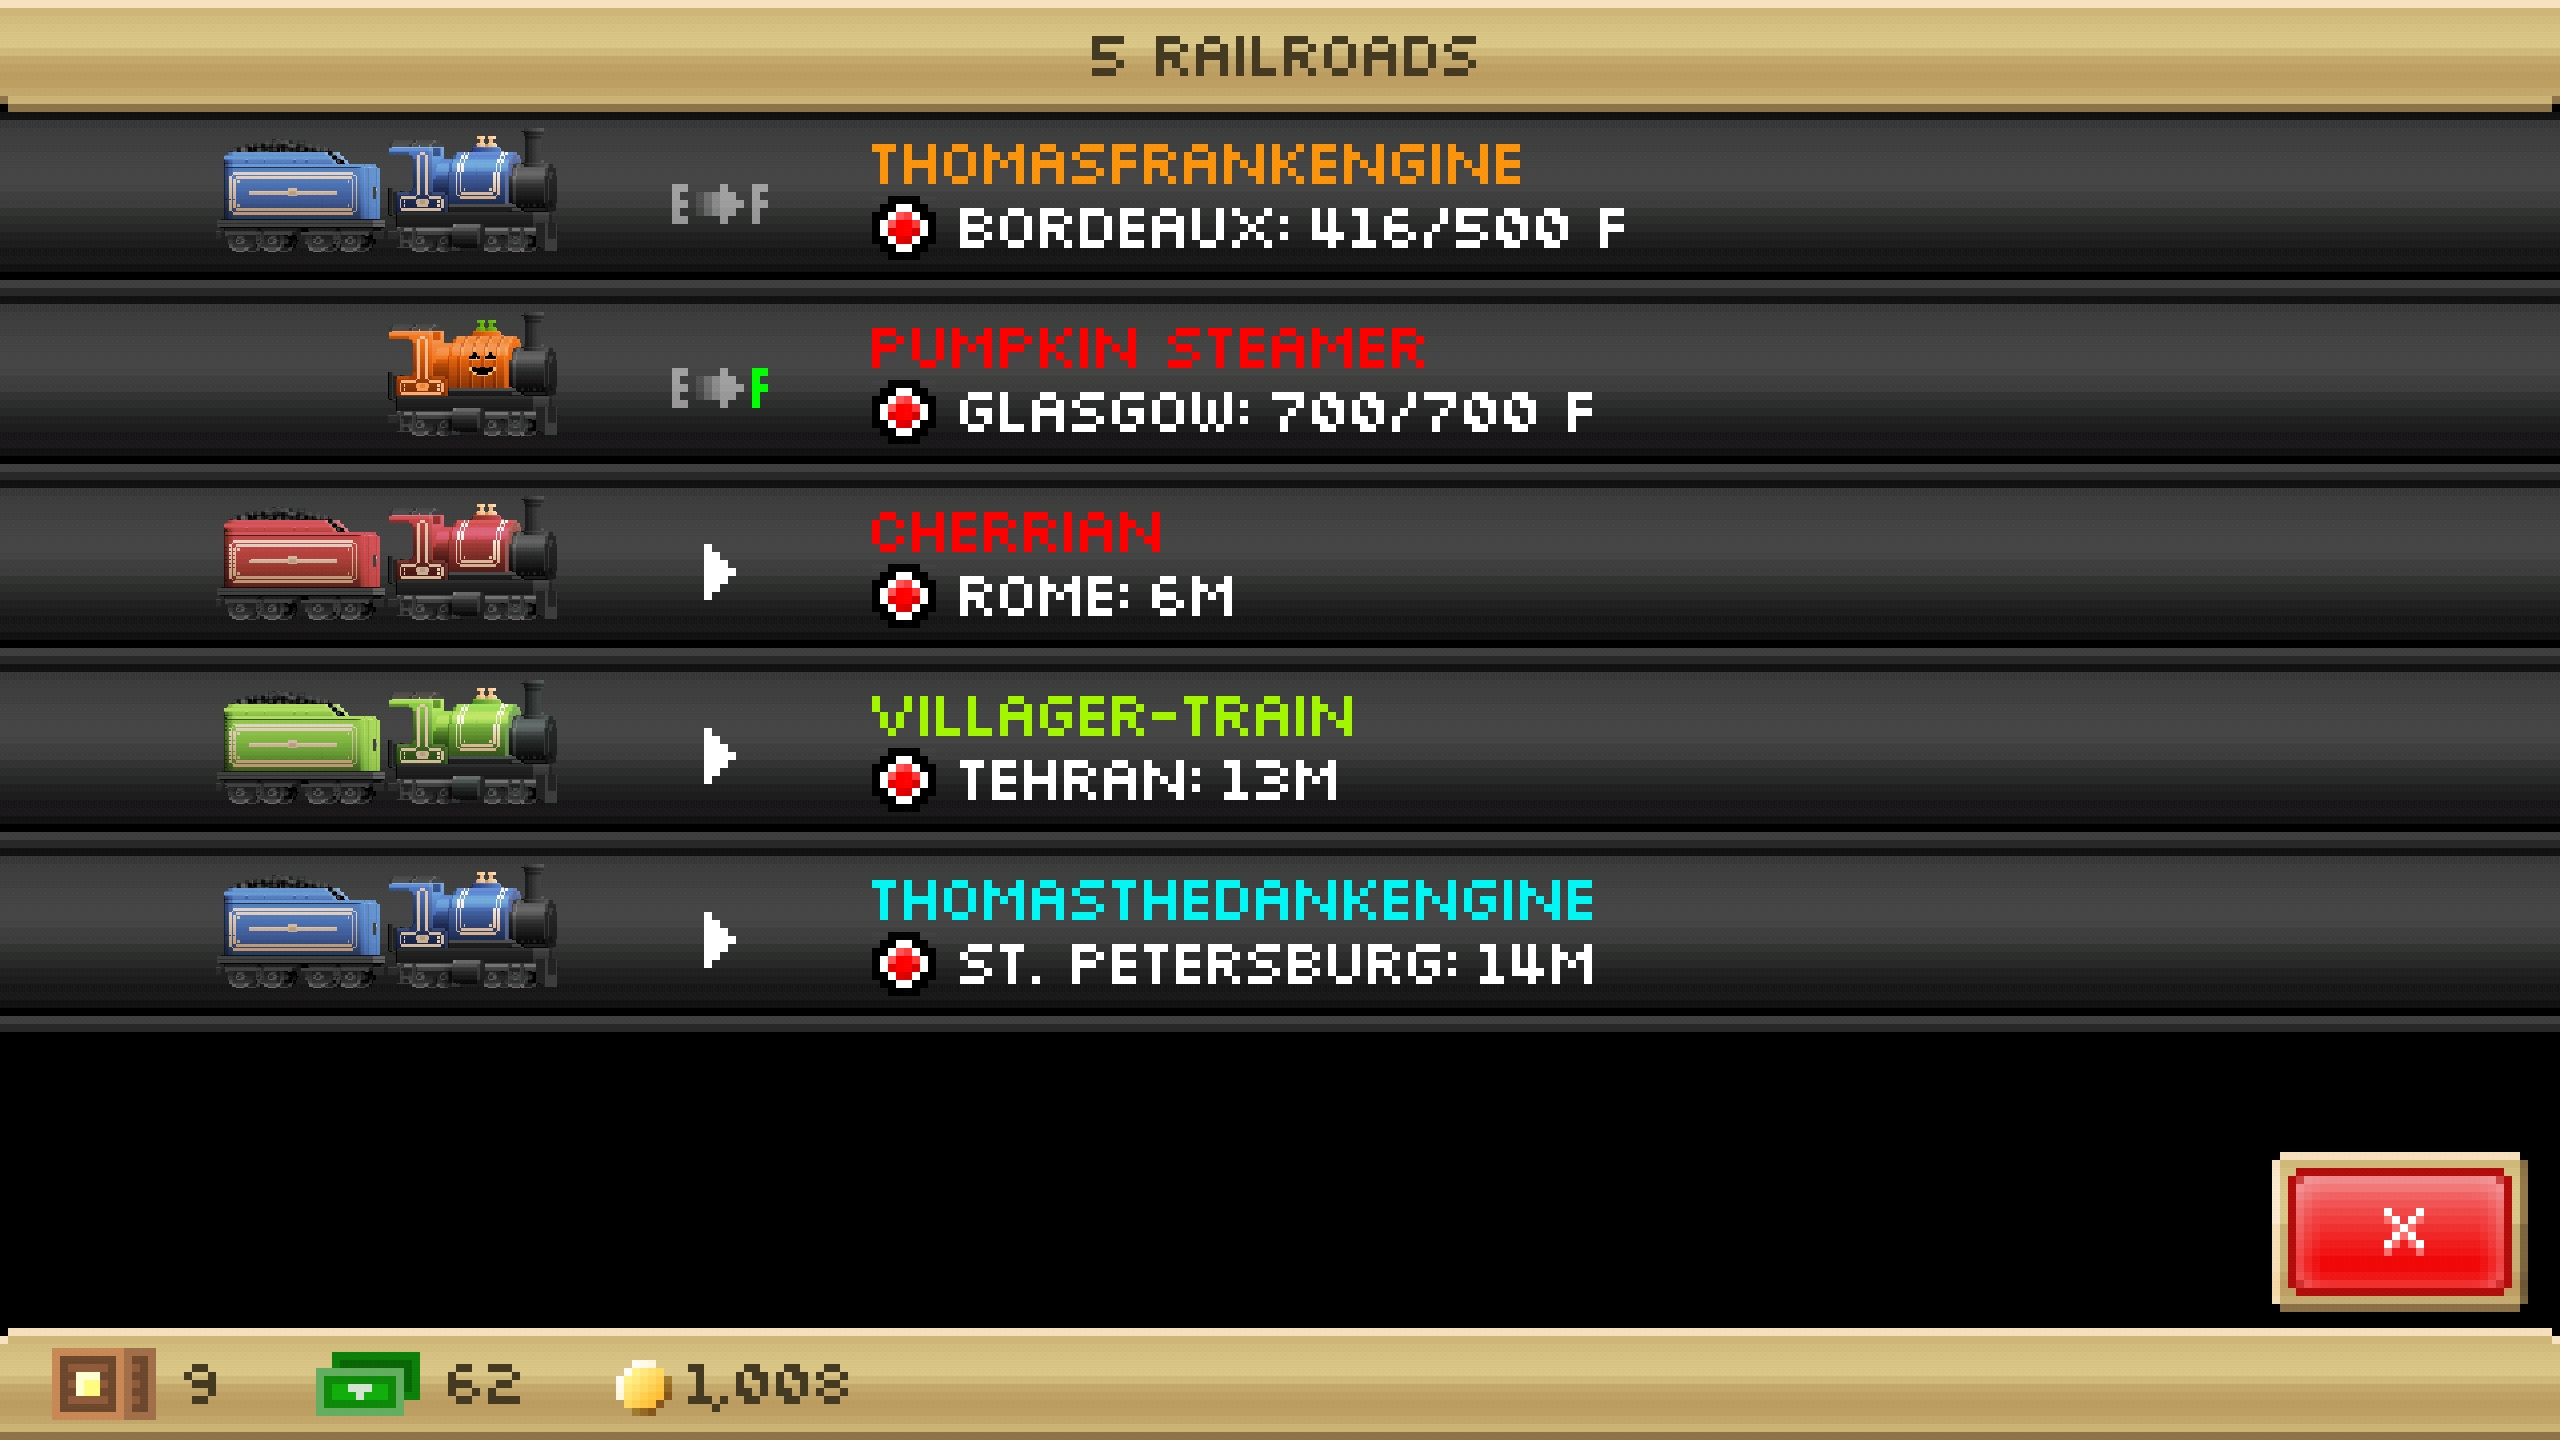 5 RAILROADS
THOMASFRANKENGINE
E F BORDEAUX: 416/500 F
PUMPKIN STEAMER
E F GLASGOW: 700/700 F
CHERRIAN
ROME: 6M
VILLAGER-TRAIN
TEHRAN: 13M
THOMASTHEDANKENGINE
ST. PETERSBURG: 14M
X
9 62 1,008